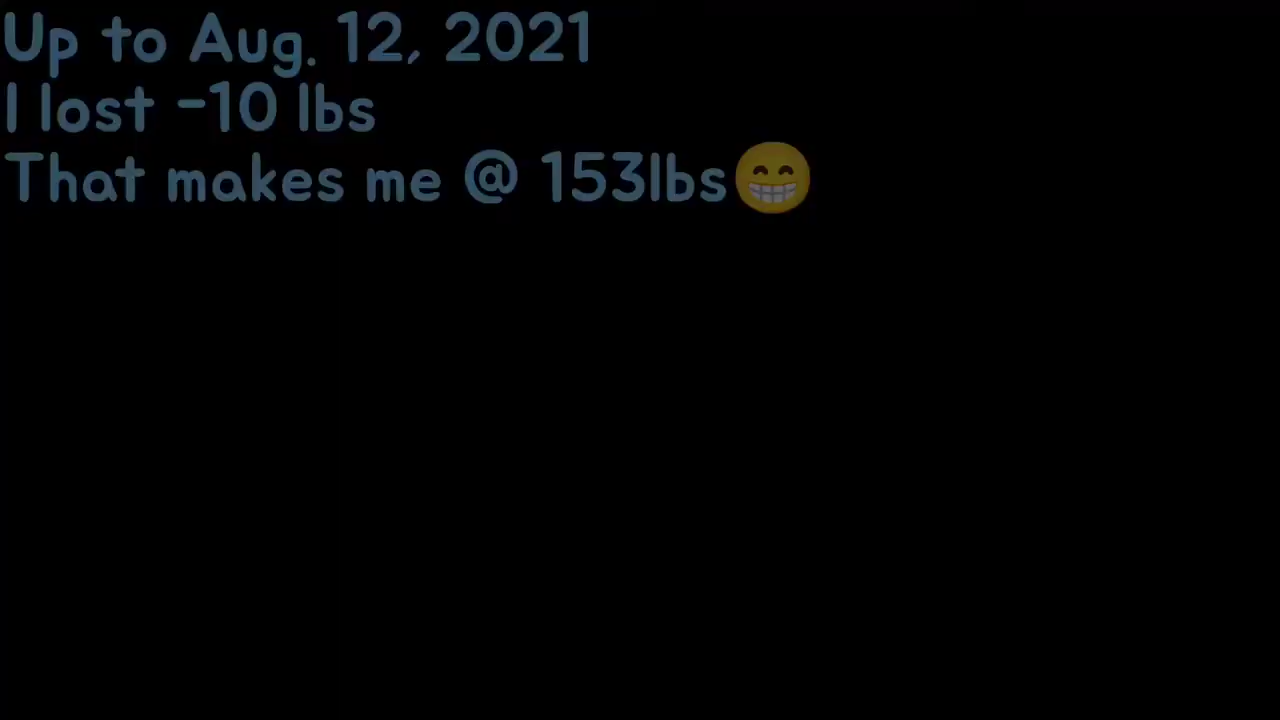 Up to Aug. 12, 2021
I lost -10 lbs
That makes me @ 153lbs😁